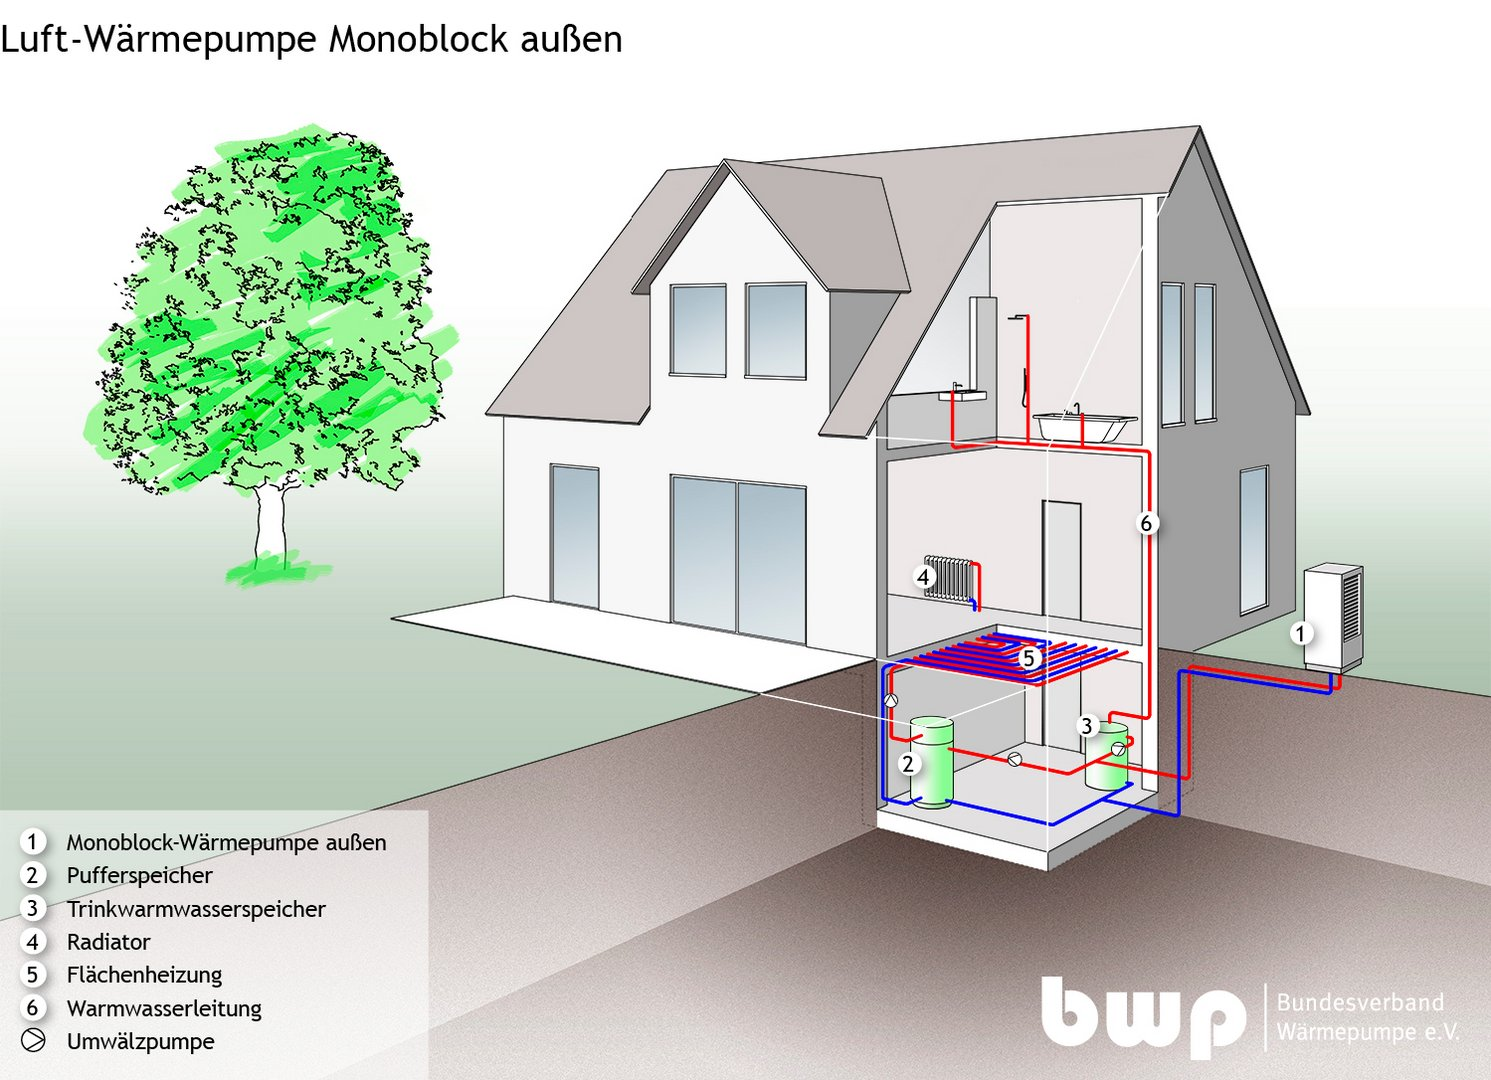 Luft-Wärmepumpe Monoblock außen
6
4
1
5
3
2
1 Monoblock-Wärmepumpe außen
2 Pufferspeicher
3 Trinkwarmwasserspeicher
4 Radiator
5 Flächenheizung
6 Warmwasserleitung
Umwälzpumpe
bwp
Bundesverband
Wärmepumpe e.V.